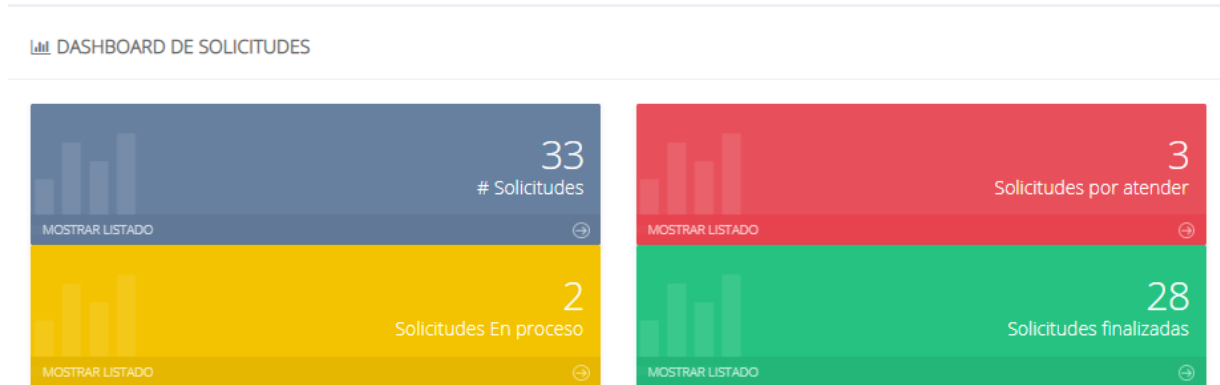 DASHBOARD DE SOLICITUDES
33
# Solicitudes
MOSTRAR LISTADO
3
Solicitudes por atender
MOSTRAR LISTADO
2
Solicitudes En proceso
MOSTRAR LISTADO
28
Solicitudes finalizadas
MOSTRAR LISTADO